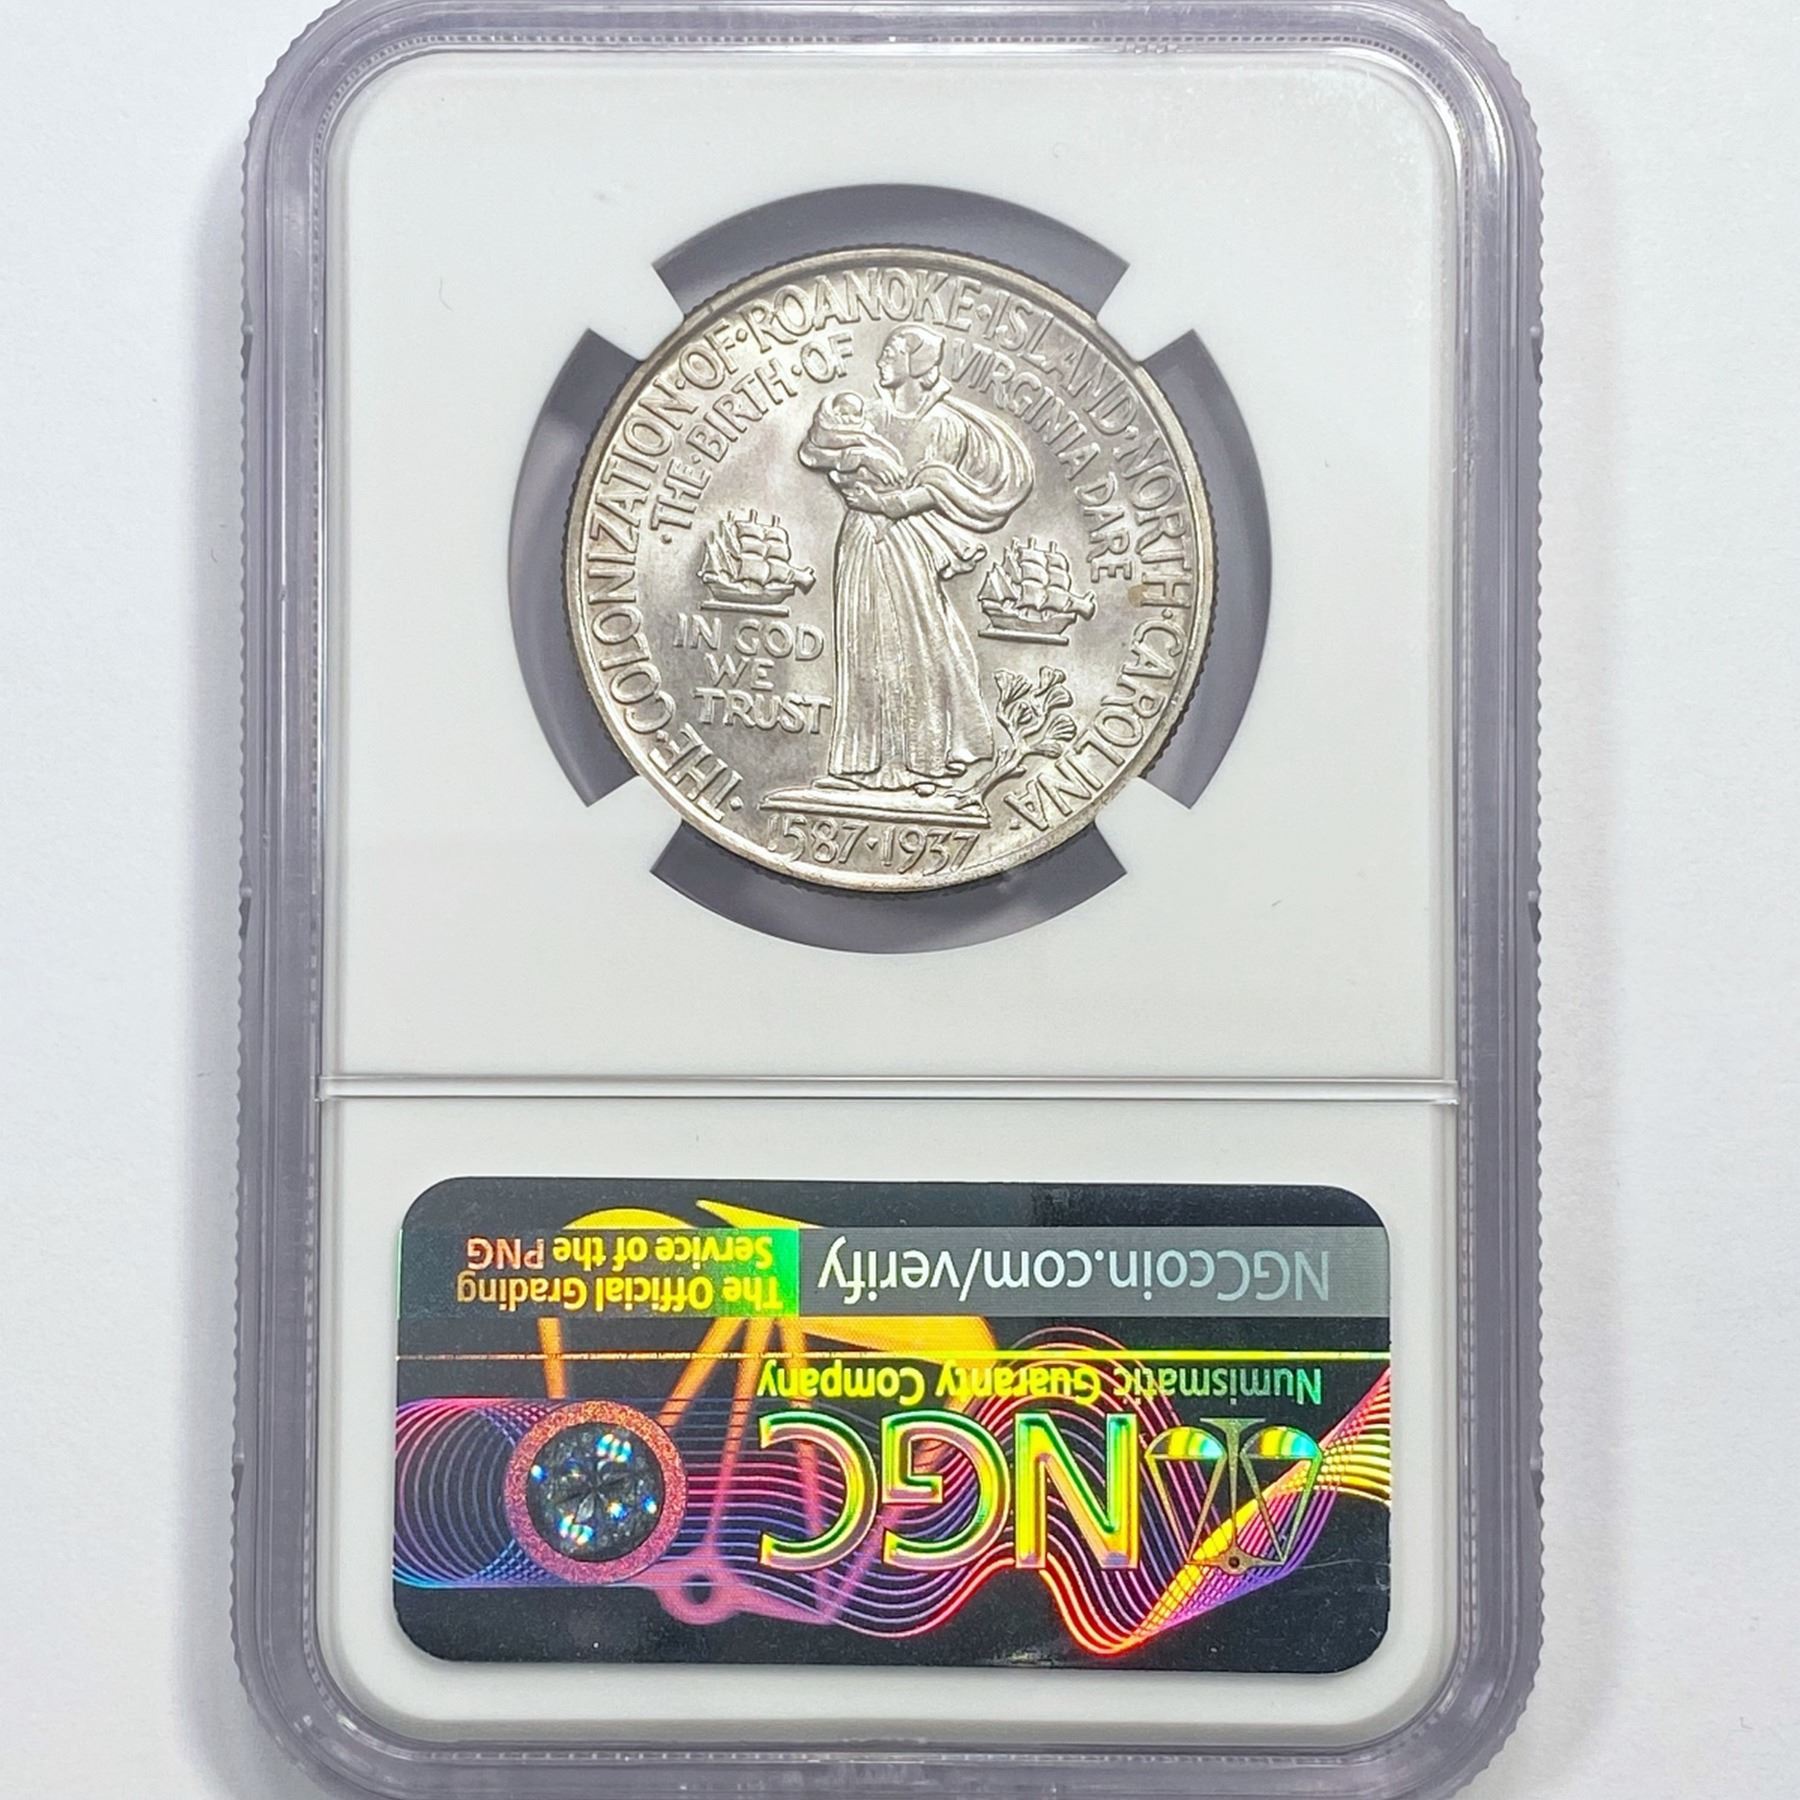 ·THE·COLONIZATION·OF·ROANOKE·ISLAND·NORTH·CAROLINA·
·THE·BIRTH·OF VIRGINIA DARE
IN GOD
WE
TRUST
1587·1937
NGC
Numismatic Guaranty Company
NGCcoin.com/verify
The Official Grading
Service of the PNG